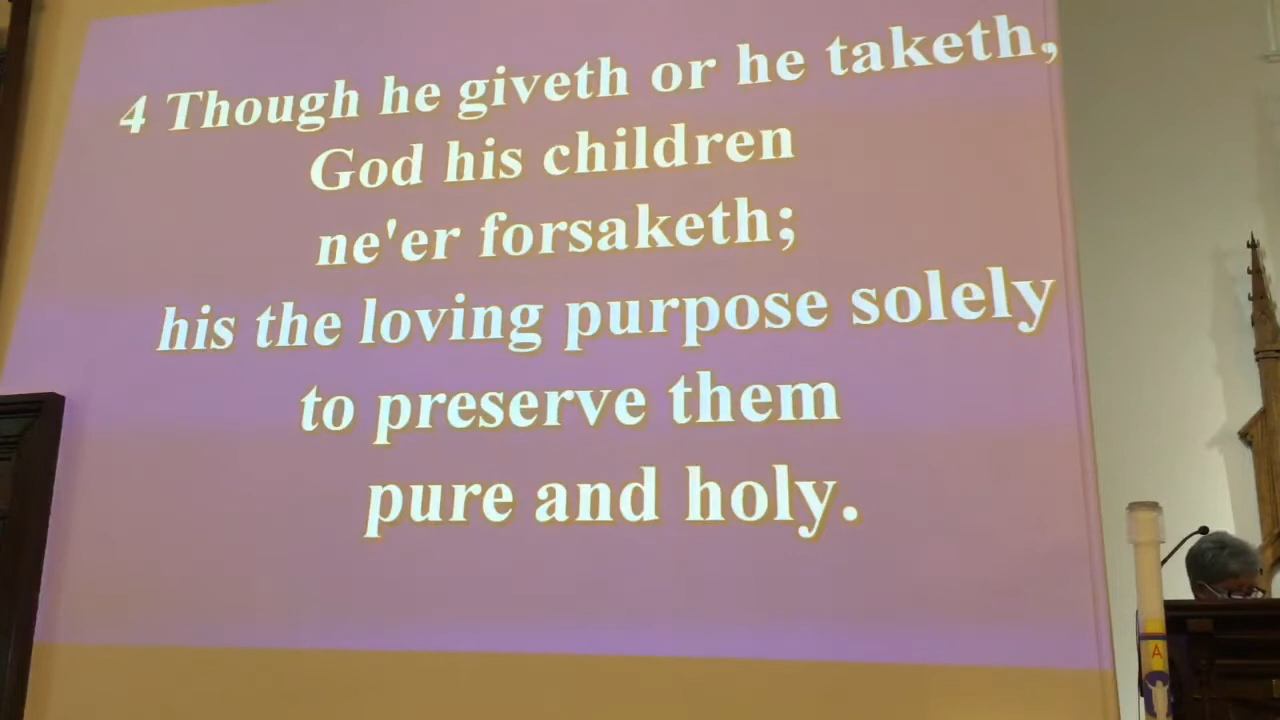 4 Though he giveth or he taketh,
God his children
ne'er forsaketh;
his the loving purpose solely
to preserve them
pure and holy.
A